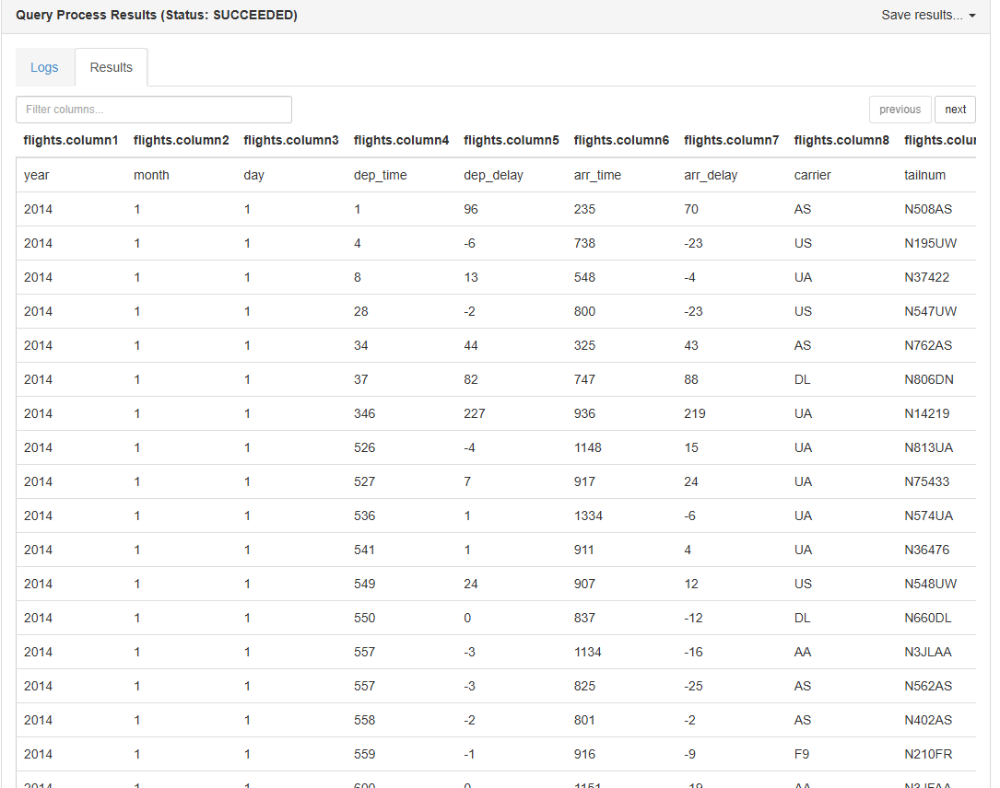 Query Process Results (Status: SUCCEEDED) Save results...
Logs Results
Filter columns... previous next
flights.column1 flights.column2 flights.column3 flights.column4 flights.column5 flights.column6 flights.column7 flights.column8 flights.colur
year month day dep_time dep_delay arr_time arr_delay carrier tailnum
2014 1 1 1 96 235 70 AS N508AS
2014 1 1 4 -6 738 -23 US N195UW
2014 1 1 8 13 548 -4 UA N37422
2014 1 1 28 -2 800 -23 US N547UW
2014 1 1 34 44 325 43 AS N762AS
2014 1 1 37 82 747 88 DL N806DN
2014 1 1 346 227 936 219 UA N14219
2014 1 1 526 -4 1148 15 UA N813UA
2014 1 1 527 7 917 24 UA N75433
2014 1 1 536 1 1334 -6 UA N574UA
2014 1 1 541 1 911 4 UA N36476
2014 1 1 549 24 907 12 US N548UW
2014 1 1 550 0 837 -12 DL N660DL
2014 1 1 557 -3 1134 -16 AA N3JLAA
2014 1 1 557 -3 825 -25 AS N562AS
2014 1 1 558 -2 801 -2 AS N402AS
2014 1 1 559 -1 916 -9 F9 N210FR
2014 1 1 600 0 1151 -19 AA